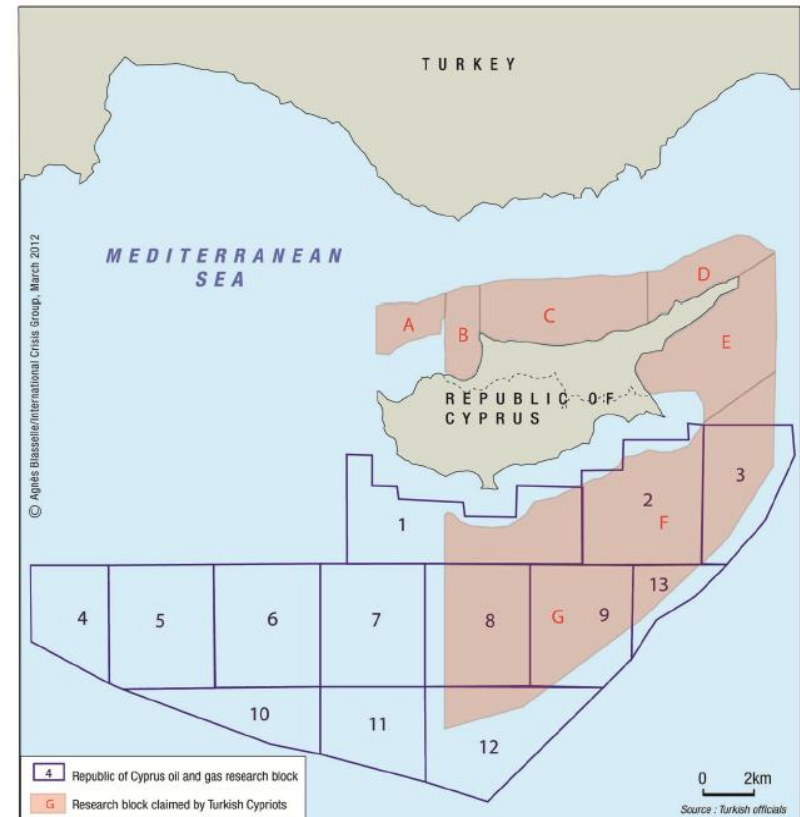 TURKEY
© Agnès Blasselle/International Crisis Group, March 2012
MEDITERRANEAN
SEA
D
A
B
C
E
REPUBLIC OF
CYPRUS
3
2
F
1
13
4
5
6
7
8
G
9
10
11
12
4 Republic of Cyprus oil and gas research block
G Research block claimed by Turkish Cypriots
0 2km
Source : Turkish officials